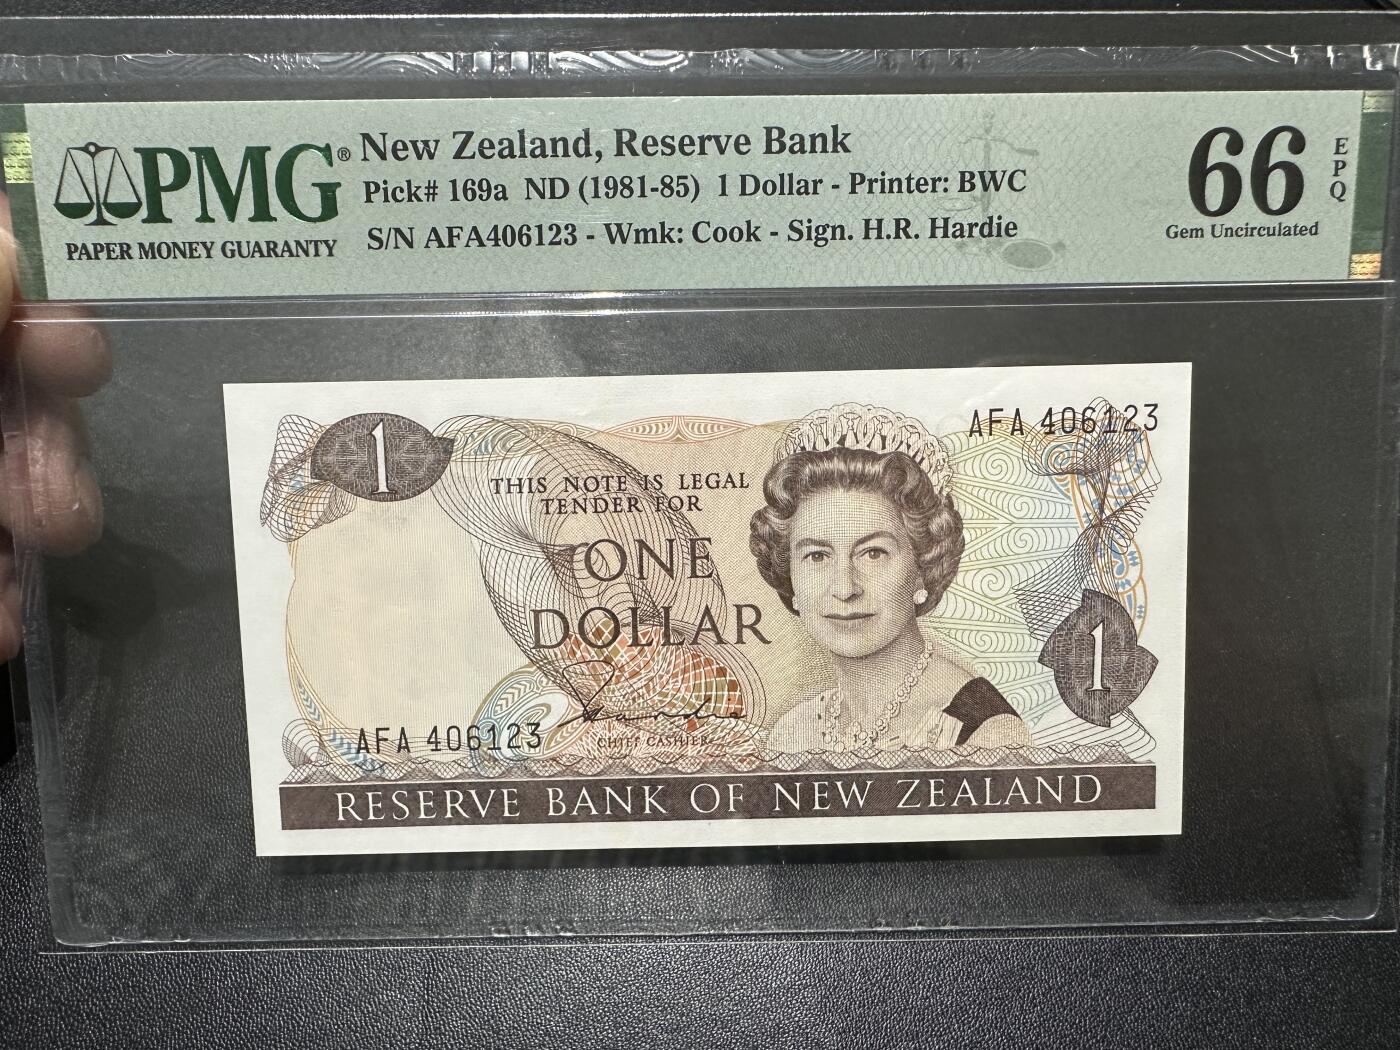 PMG®
PAPER MONEY GUARANTY
New Zealand, Reserve Bank
Pick# 169a ND (1981-85) 1 Dollar - Printer: BWC
S/N AFA406123 - Wmk: Cook - Sign. H.R. Hardie
66
EPQ
Gem Uncirculated
1
AFA 406123
THIS NOTE IS LEGAL
TENDER FOR
ONE
DOLLAR
1
Hardie
AFA 406123
CHIEF CASHIER
RESERVE BANK OF NEW ZEALAND